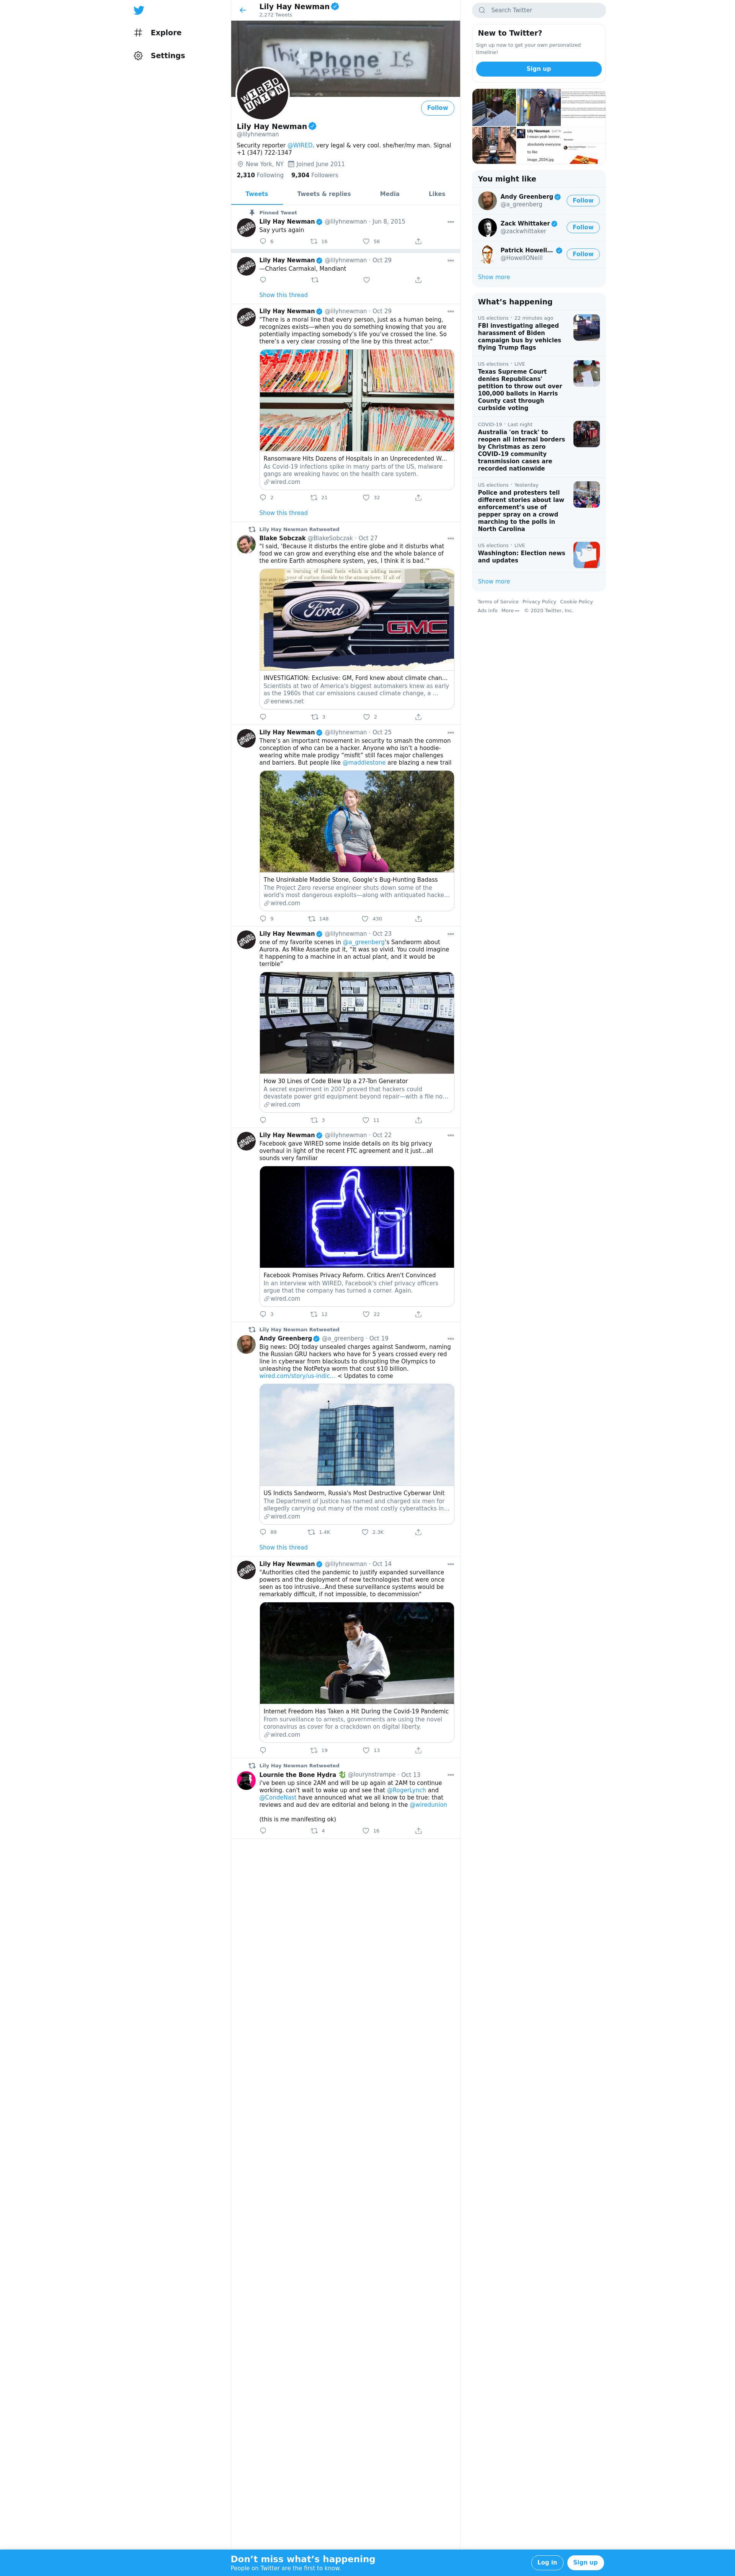 Explore
Settings
Lily Hay Newman
2,272 Tweets
This Phone Is
TAPPED
WIRED
UNION
Follow
Lily Hay Newman
@lilyhnewman
Security reporter @WIRED. very legal & very cool. she/her/my man. Signal
+1 (347) 722-1347
New York, NY Joined June 2011
2,310 Following 9,304 Followers
Tweets Tweets & replies Media Likes
Pinned Tweet
Lily Hay Newman @lilyhnewman · Jun 8, 2015
Say yurts again
6 16 56
Lily Hay Newman @lilyhnewman · Oct 29
—Charles Carmakal, Mandiant
Show this thread
Lily Hay Newman @lilyhnewman · Oct 29
"There is a moral line that every person, just as a human being,
recognizes exists—when you do something knowing that you are
potentially impacting somebody's life you've crossed the line. So
there's a very clear crossing of the line by this threat actor."
Ransomware Hits Dozens of Hospitals in an Unprecedented W...
As Covid-19 infections spike in many parts of the US, malware
gangs are wreaking havoc on the health care system.
wired.com
2 21 32
Show this thread
Lily Hay Newman Retweeted
Blake Sobczak @BlakeSobczak · Oct 27
"I said, 'Because it disturbs the entire globe and it disturbs what
food we can grow and everything else and the whole balance of
the entire Earth atmosphere system, yes, I think it is bad.'"
Ford
GMC
INVESTIGATION: Exclusive: GM, Ford knew about climate chan...
Scientists at two of America's biggest automakers knew as early
as the 1960s that car emissions caused climate change, a ...
eenews.net
3 2
Lily Hay Newman @lilyhnewman · Oct 25
There's an important movement in security to smash the common
conception of who can be a hacker. Anyone who isn't a hoodie-
wearing white male prodigy "misfit" still faces major challenges
and barriers. But people like @maddiestone are blazing a new trail
The Unsinkable Maddie Stone, Google's Bug-Hunting Badass
The Project Zero reverse engineer shuts down some of the
world's most dangerous exploits—along with antiquated hacke...
wired.com
9 148 430
Lily Hay Newman @lilyhnewman · Oct 23
one of my favorite scenes in @a_greenberg's Sandworm about
Aurora. As Mike Assante put it, "It was so vivid. You could imagine
it happening to a machine in an actual plant, and it would be
terrible"
How 30 Lines of Code Blew Up a 27-Ton Generator
A secret experiment in 2007 proved that hackers could
devastate power grid equipment beyond repair—with a file no...
wired.com
5 11
Lily Hay Newman @lilyhnewman · Oct 22
Facebook gave WIRED some inside details on its big privacy
overhaul in light of the recent FTC agreement and it just...all
sounds very familiar
Facebook Promises Privacy Reform. Critics Aren't Convinced
In an interview with WIRED, Facebook's chief privacy officers
argue that the company has turned a corner. Again.
wired.com
3 12 22
Lily Hay Newman Retweeted
Andy Greenberg @a_greenberg · Oct 19
Big news: DOJ today unsealed charges against Sandworm, naming
the Russian GRU hackers who have for 5 years crossed every red
line in cyberwar from blackouts to disrupting the Olympics to
unleashing the NotPetya worm that cost $10 billion.
wired.com/story/us-indic... < Updates to come
US Indicts Sandworm, Russia's Most Destructive Cyberwar Unit
The Department of Justice has named and charged six men for
allegedly carrying out many of the most costly cyberattacks in...
wired.com
89 1.4K 2.3K
Show this thread
Lily Hay Newman @lilyhnewman · Oct 14
"Authorities cited the pandemic to justify expanded surveillance
powers and the deployment of new technologies that were once
seen as too intrusive...And these surveillance systems would be
remarkably difficult, if not impossible, to decommission"
Internet Freedom Has Taken a Hit During the Covid-19 Pandemic
From surveillance to arrests, governments are using the novel
coronavirus as cover for a crackdown on digital liberty.
wired.com
19 13
Lily Hay Newman Retweeted
Lournie the Bone Hydra @lournstrampe · Oct 13
I've been up since 2AM and will be up again at 2AM to continue
working. can't wait to wake up and see that @RogerLynch and
@CondeNast have announced what we all know to be true: that
reviews and aud dev are editorial and belong in the @wiredunion
(this is me manifesting ok)
4 16
Search Twitter
New to Twitter?
Sign up now to get your own personalized
timeline!
Sign up
Lily Newman
I mean yeah lemme
absolutely everyone
to like
image_2034.jpg
You might like
Andy Greenberg
@a_greenberg
Follow
Zack Whittaker
@zackwhittaker
Follow
Patrick Howell...
@HowellONeill
Follow
Show more
What's happening
US elections · 22 minutes ago
FBI investigating alleged
harassment of Biden
campaign bus by vehicles
flying Trump flags
US elections · LIVE
Texas Supreme Court
denies Republicans'
petition to throw out over
100,000 ballots in Harris
County cast through
curbside voting
COVID-19 · Last night
Australia 'on track' to
reopen all internal borders
by Christmas as zero
COVID-19 community
transmission cases are
recorded nationwide
US elections · Yesterday
Police and protesters tell
different stories about law
enforcement's use of
pepper spray on a crowd
marching to the polls in
North Carolina
US elections · LIVE
Washington: Election news
and updates
Show more
Terms of Service Privacy Policy Cookie Policy
Ads info More © 2020 Twitter, Inc.
Don't miss what's happening
People on Twitter are the first to know.
Log in
Sign up